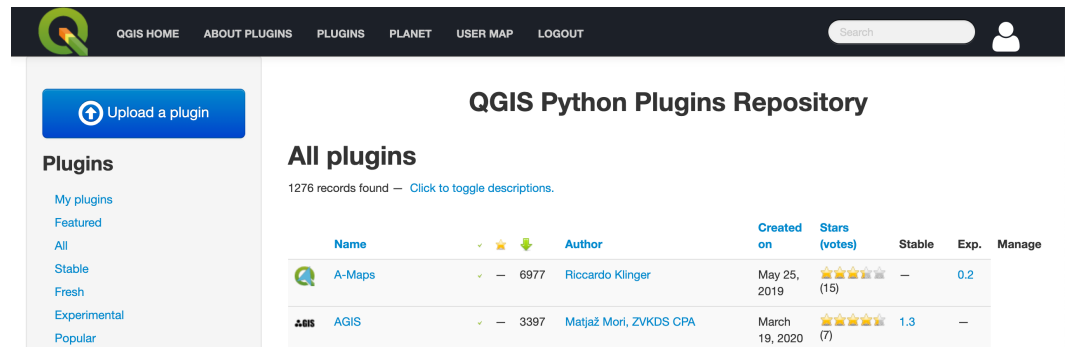 QGIS HOME ABOUT PLUGINS PLUGINS PLANET USER MAP LOGOUT Search
Upload a plugin
Plugins
My plugins
Featured
All
Stable
Fresh
Experimental
Popular
QGIS Python Plugins Repository
All plugins
1276 records found — Click to toggle descriptions.
Name Author Created on Stars (votes) Stable Exp. Manage
A-Maps — 6977 Riccardo Klinger May 25, 2019 (15) — 0.2
AGIS AGIS — 3397 Matjaž Mori, ZVKDS CPA March 19, 2020 (7) 1.3 —